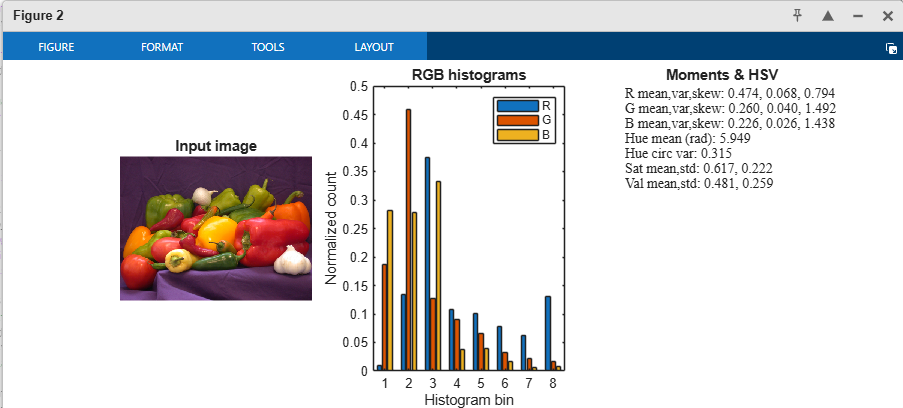 Figure 2
FIGURE FORMAT TOOLS LAYOUT
Input image
RGB histograms
Normalized count
0.5
0.45
0.4
0.35
0.3
0.25
0.2
0.15
0.1
0.05
0
1 2 3 4 5 6 7 8
Histogram bin
R
G
B
Moments & HSV
R mean,var,skew: 0.474, 0.068, 0.794
G mean,var,skew: 0.260, 0.040, 1.492
B mean,var,skew: 0.226, 0.026, 1.438
Hue mean (rad): 5.949
Hue circ var: 0.315
Sat mean,std: 0.617, 0.222
Val mean,std: 0.481, 0.259